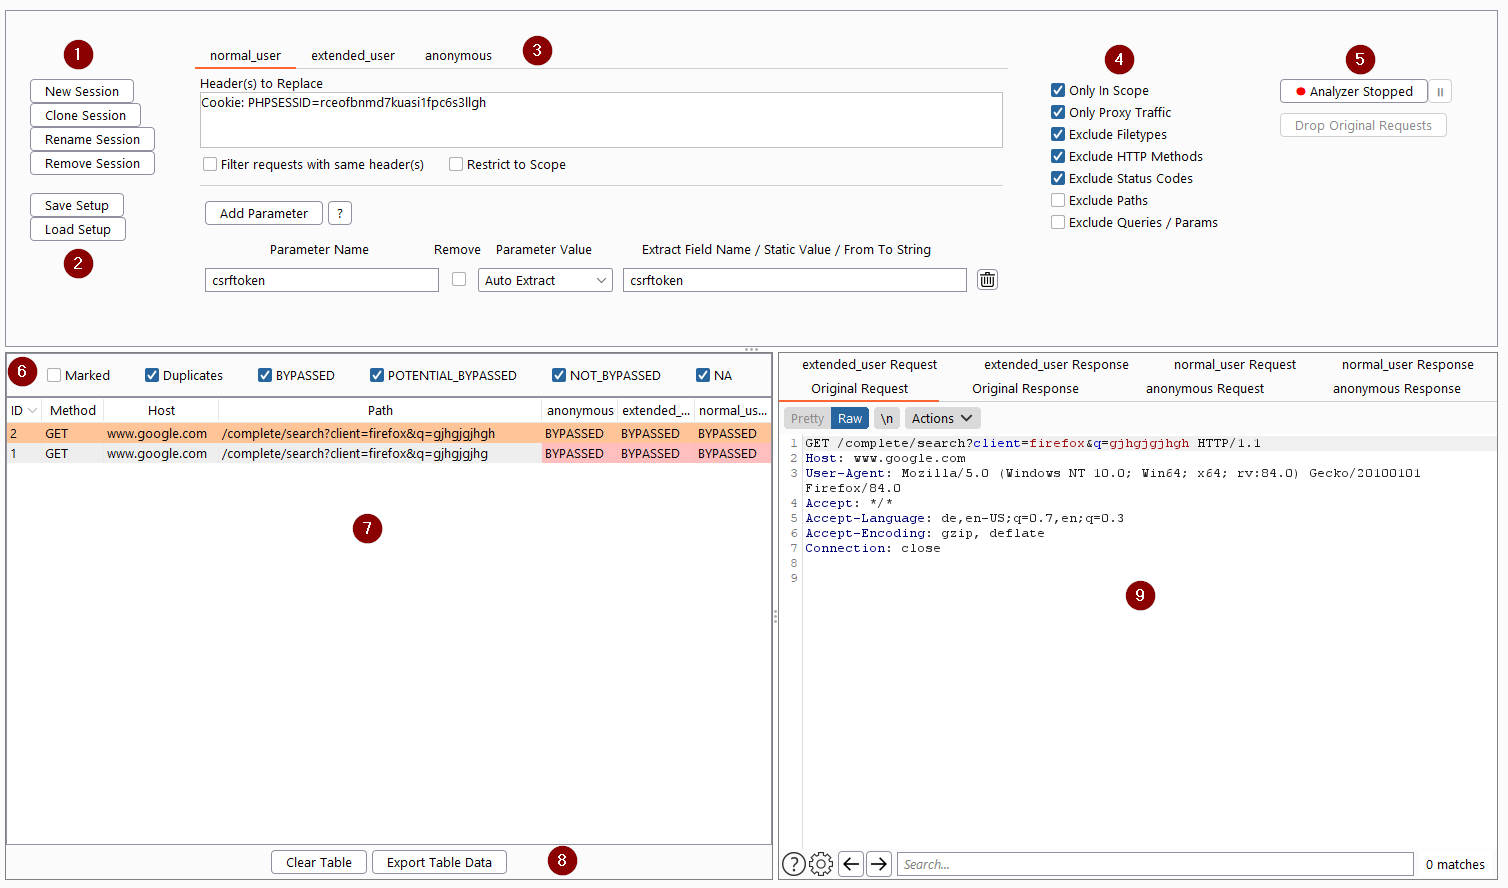 1
New Session
Clone Session
Rename Session
Remove Session
Save Setup
Load Setup
2
normal_user extended_user anonymous 3
Header(s) to Replace
Cookie: PHPSESSID=rceofbnmd7kuasi1fpc6s3llgh
Filter requests with same header(s) Restrict to Scope
Add Parameter ?
Parameter Name Remove Parameter Value Extract Field Name / Static Value / From To String
csrftoken Auto Extract csrftoken
4
Only In Scope
Only Proxy Traffic
Exclude Filetypes
Exclude HTTP Methods
Exclude Status Codes
Exclude Paths
Exclude Queries / Params
5
Analyzer Stopped
Drop Original Requests
6 Marked Duplicates BYPASSED POTENTIAL_BYPASSED NOT_BYPASSED NA
ID Method Host Path anonymous extended_... normal_us...
2 GET www.google.com /complete/search?client=firefox&q=gjhgjgjhgh BYPASSED BYPASSED BYPASSED
1 GET www.google.com /complete/search?client=firefox&q=gjhgjgjhg BYPASSED BYPASSED BYPASSED
7
Clear Table Export Table Data 8
extended_user Request extended_user Response normal_user Request normal_user Response
Original Request Original Response anonymous Request anonymous Response
Pretty Raw \n Actions
1 GET /complete/search?client=firefox&q=gjhgjgjhgh HTTP/1.1
2 Host: www.google.com
3 User-Agent: Mozilla/5.0 (Windows NT 10.0; Win64; x64; rv:84.0) Gecko/20100101
Firefox/84.0
4 Accept: */*
5 Accept-Language: de,en-US;q=0.7,en;q=0.3
6 Accept-Encoding: gzip, deflate
7 Connection: close
8
9
9
? Search... 0 matches